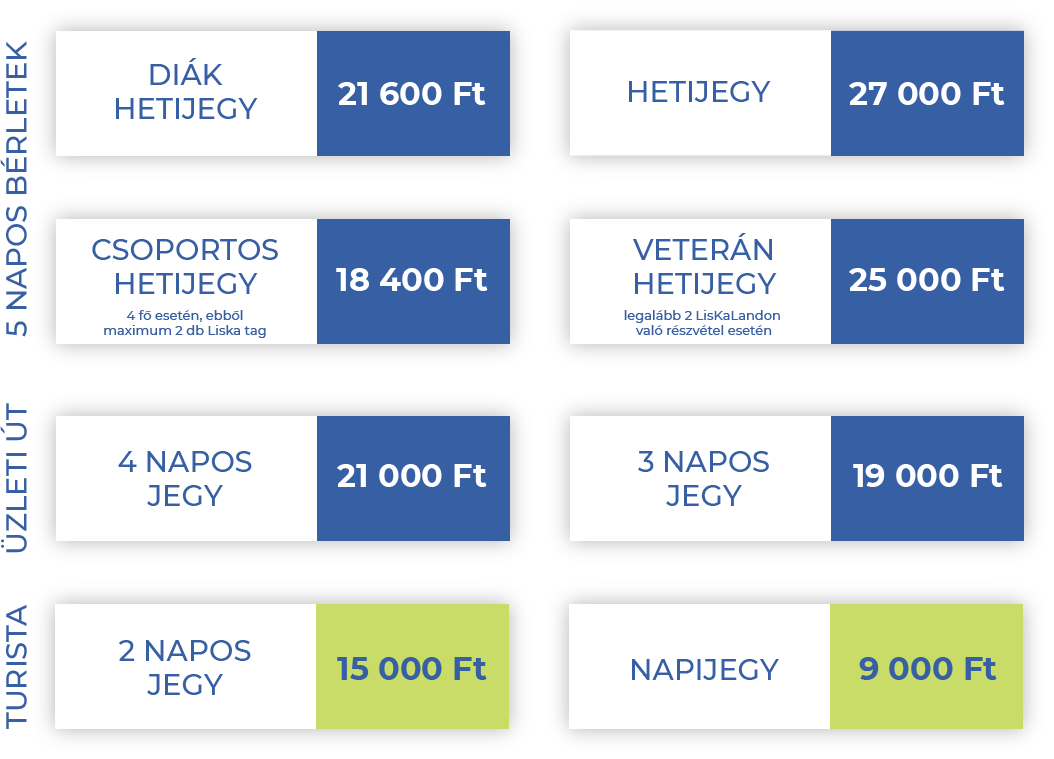 5 NAPOS BÉRLETEK
DIÁK
HETIJEGY
21 600 Ft
HETIJEGY
27 000 Ft
CSOPORTOS
HETIJEGY
4 fő esetén, ebből
maximum 2 db Liska tag
18 400 Ft
VETERÁN
HETIJEGY
legalább 2 LisKaLandon
való részvétel esetén
25 000 Ft
ÜZLETI ÚT
4 NAPOS
JEGY
21 000 Ft
3 NAPOS
JEGY
19 000 Ft
TURISTA
2 NAPOS
JEGY
15 000 Ft
NAPIJEGY
9 000 Ft